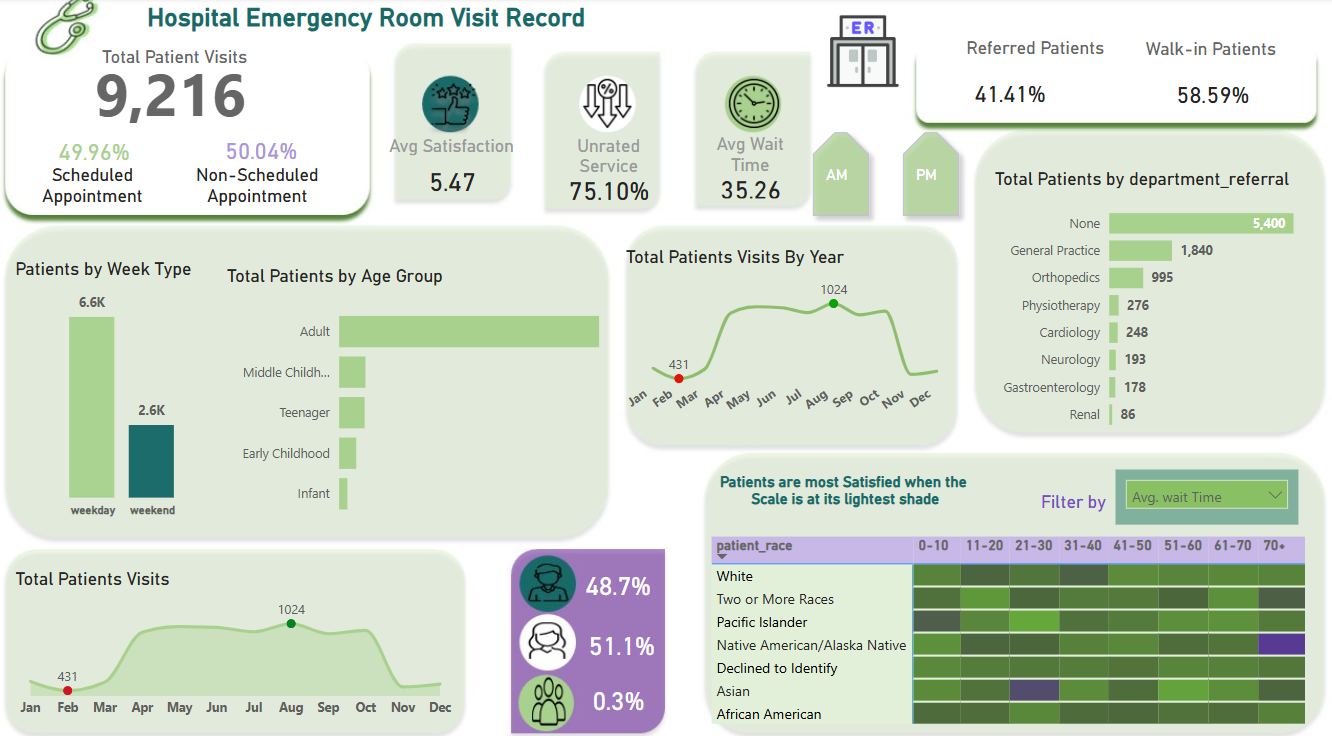 Hospital Emergency Room Visit Record
Total Patient Visits
9,216
49.96%
Scheduled
Appointment
50.04%
Non-Scheduled
Appointment
Avg Satisfaction
5.47
Unrated
Service
75.10%
Avg Wait
Time
35.26
ER
AM
PM
Referred Patients
41.41%
Walk-in Patients
58.59%
Patients by Week Type
6.6K
2.6K
weekday
weekend
Total Patients by Age Group
Adult
Middle Childh...
Teenager
Early Childhood
Infant
Total Patients Visits By Year
1024
431
Jan
Feb
Mar
Apr
May
Jun
Jul
Aug
Sep
Oct
Nov
Dec
Total Patients by department_referral
None 5,400
General Practice 1,840
Orthopedics 995
Physiotherapy 276
Cardiology 248
Neurology 193
Gastroenterology 178
Renal 86
Total Patients Visits
1024
431
Jan Feb Mar Apr May Jun Jul Aug Sep Oct Nov Dec
%
48.7%
51.1%
0.3%
Patients are most Satisfied when the
Scale is at its lightest shade
Filter by
Avg. wait Time
patient_race 0-10 11-20 21-30 31-40 41-50 51-60 61-70 70+
White
Two or More Races
Pacific Islander
Native American/Alaska Native
Declined to Identify
Asian
African American